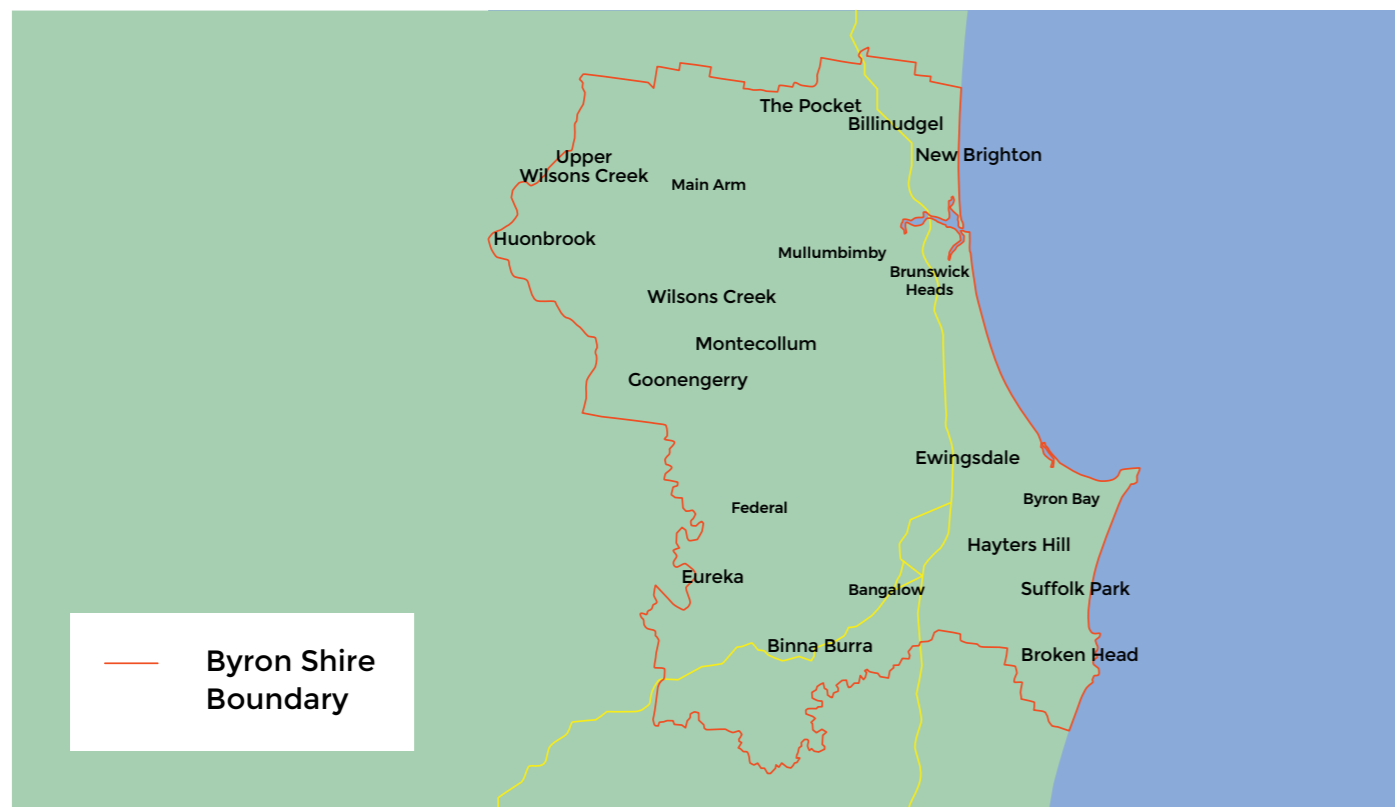 The Pocket
Billinudgel
New Brighton
Upper
Wilsons Creek
Main Arm
Huonbrook
Mullumbimby
Brunswick
Heads
Wilsons Creek
Montecollum
Goonengerry
Ewingsdale
Byron Bay
Federal
Hayters Hill
Eureka
Bangalow
Suffolk Park
Binna Burra
Broken Head
Byron Shire
Boundary